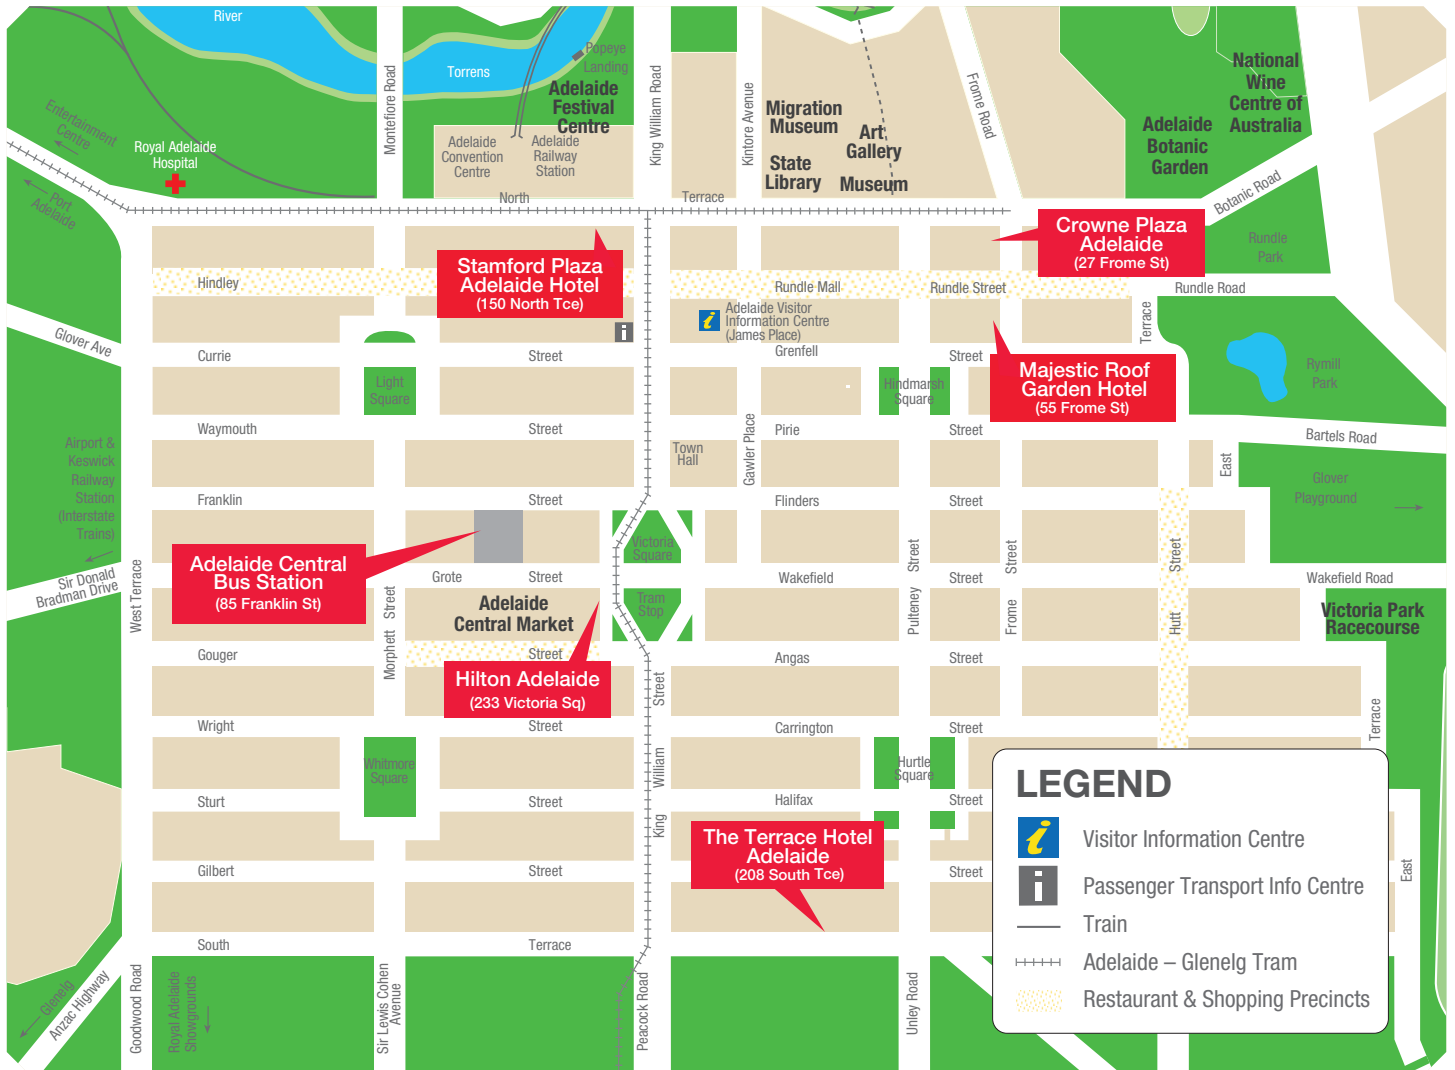 River
Torrens
Popeye
Landing
Adelaide
Festival
Centre
Montefiore Road
King William Road
Kintore Avenue
Frome Road
Migration
Museum
Art
Gallery
State
Library
Museum
National
Wine
Centre of
Australia
Adelaide
Botanic
Garden
Botanic Road
Entertainment
Centre
Royal Adelaide
Hospital
Port
Adelaide
Adelaide
Convention
Centre
Adelaide
Railway
Station
North
Terrace
Rundle
Park
Crowne Plaza
Adelaide
(27 Frome St)
Stamford Plaza
Adelaide Hotel
(150 North Tce)
Hindley
Rundle Mall
Rundle Street
Rundle Road
i
Adelaide Visitor
Information Centre
(James Place)
i
Terrace
Glover Ave
Currie
Street
Grenfell
Street
Light
Square
Hindmarsh
Square
Majestic Roof
Garden Hotel
(55 Frome St)
Rymill
Park
Waymouth
Street
Pirie
Street
Bartels Road
Airport &
Keswick
Railway
Station
(Interstate
Trains)
Town
Hall
Gawler Place
East
Glover
Playground
Franklin
Street
Flinders
Street
Victoria
Square
Adelaide Central
Bus Station
(85 Franklin St)
Sir Donald
Bradman Drive
West Terrace
Grote
Street
Wakefield
Street
Wakefield Road
Morphett
Street
Adelaide
Central Market
Tram
Stop
Pulteney
Street
Frome
Street
Hutt
Street
Victoria Park
Racecourse
Gouger
Street
Angas
Street
Hilton Adelaide
(233 Victoria Sq)
King
William
Street
Terrace
Wright
Street
Carrington
Street
Whitmore
Square
Hurtle
Square
Sturt
Street
Halifax
Street
The Terrace Hotel
Adelaide
(208 South Tce)
Gilbert
Street
Street
East
South
Terrace
Glenelg
Anzac Highway
Goodwood Road
Royal Adelaide
Showgrounds
Sir Lewis Cohen
Avenue
Peacock Road
Unley Road
LEGEND
i
Visitor Information Centre
i
Passenger Transport Info Centre
Train
Adelaide – Glenelg Tram
Restaurant & Shopping Precincts